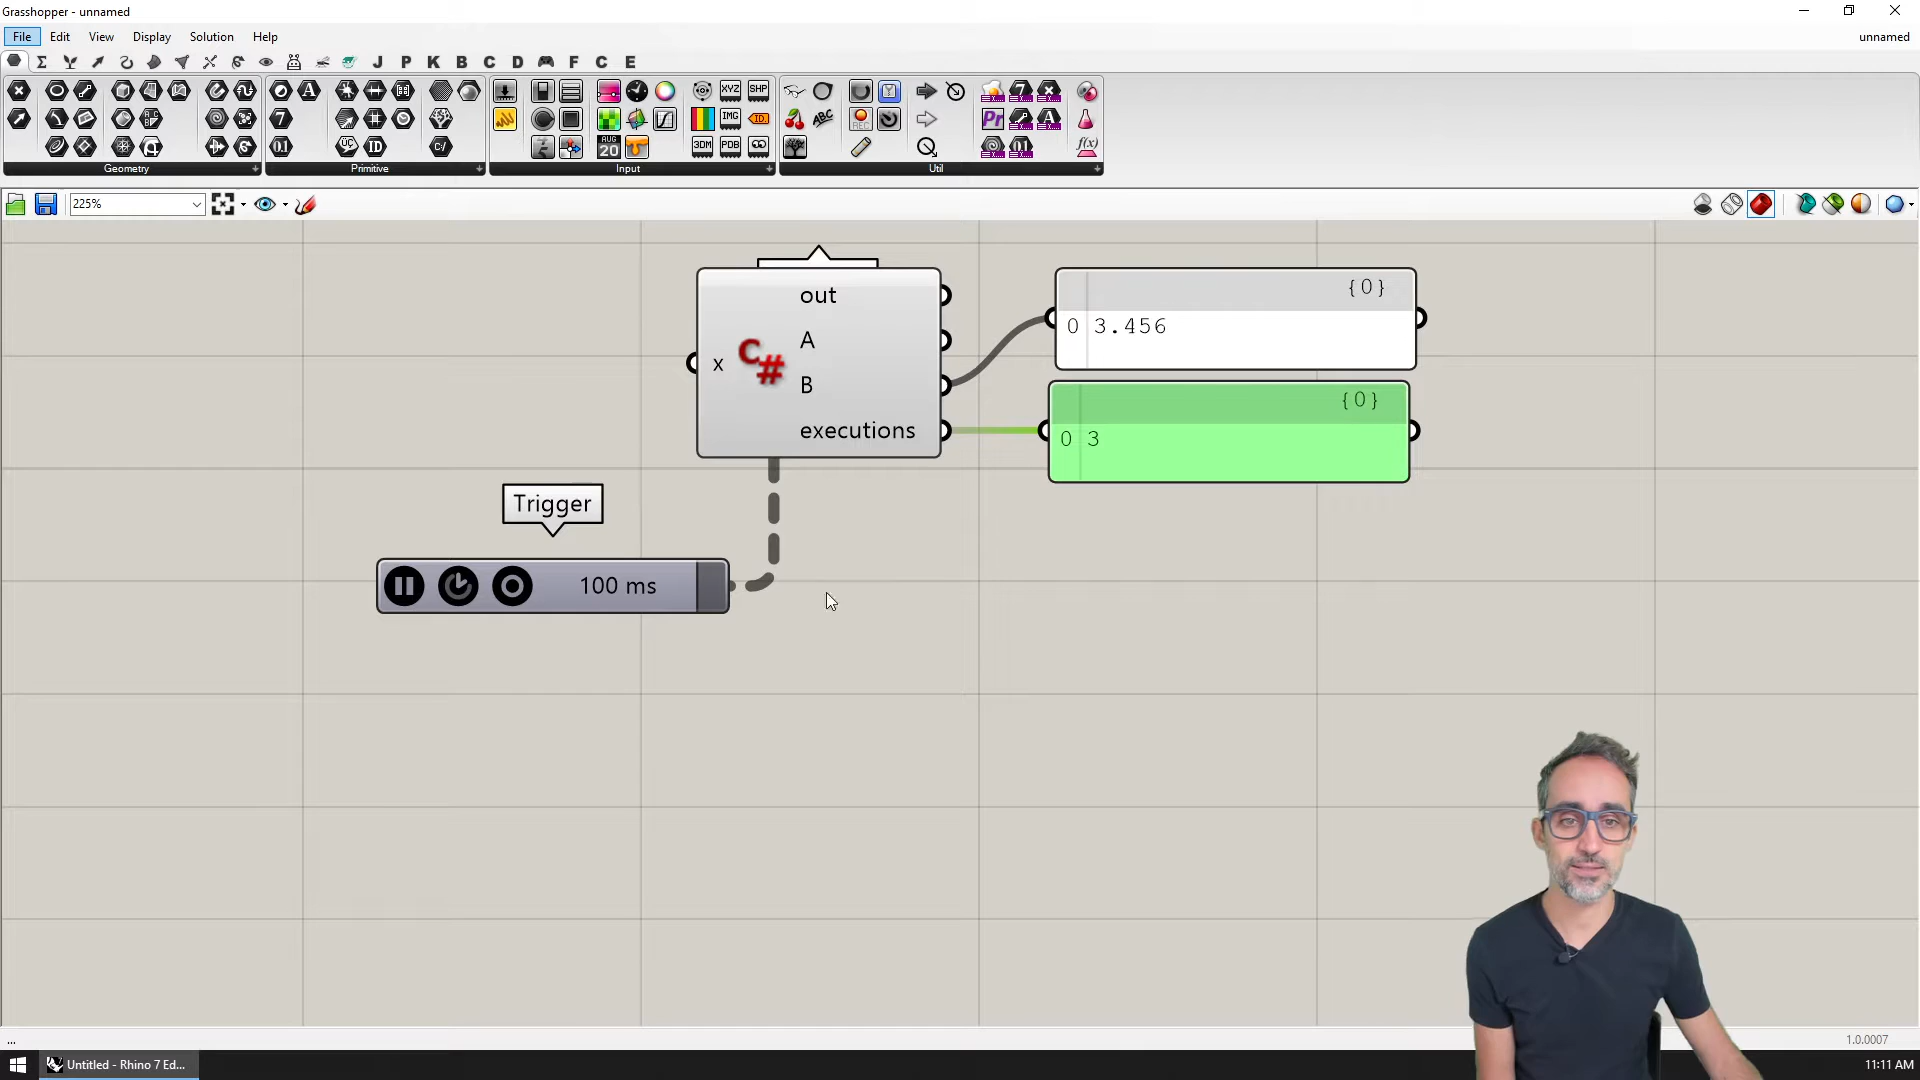 Grasshopper - unnamed
File Edit View Display Solution Help
unnamed
J P K B C D F C E
Geometry
Primitive
Input
Util
225%
out
A
x C# B
executions
{0}
0 3.456
{0}
0 3
Trigger
100 ms
...
1.0.0007
Untitled - Rhino 7 Ed...
11:11 AM